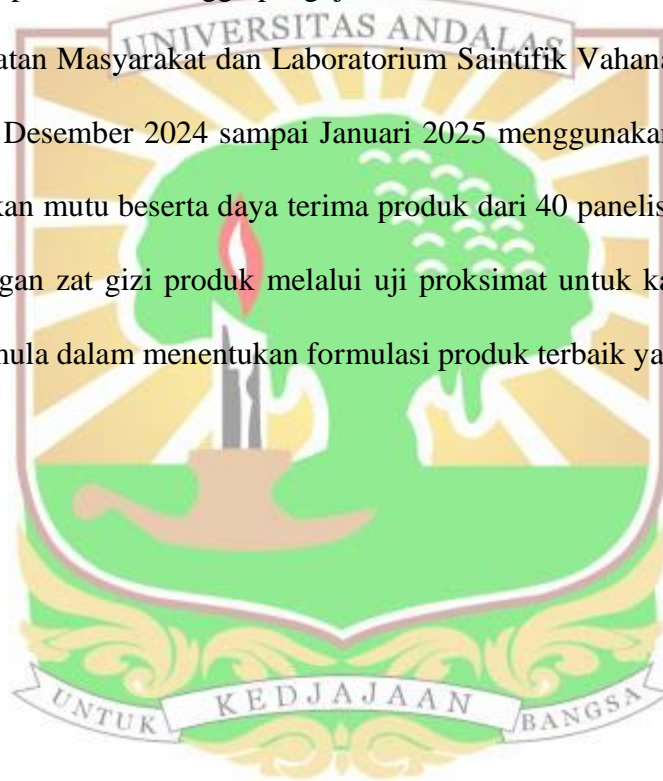 UNIVERSITAS ANDALAS
atan Masyarakat dan Laboratorium Saintifik Vahana
Desember 2024 sampai Januari 2025 menggunakan
kan mutu beserta daya terima produk dari 40 panelis
gan zat gizi produk melalui uji proksimat untuk ka
mula dalam menentukan formulasi produk terbaik ya
UNTUK KEDJAJAAN BANGSA